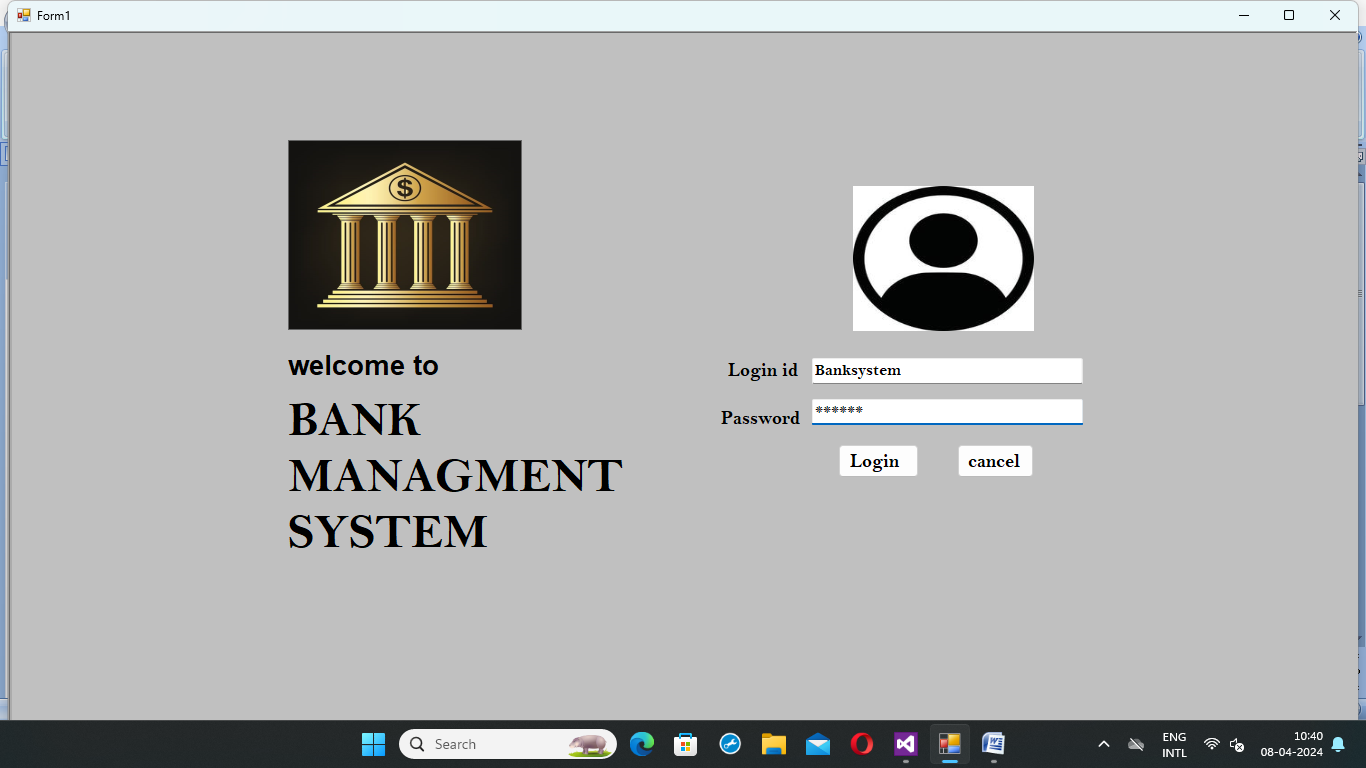 Form1
$
welcome to
BANK
MANAGMENT
SYSTEM
Login id Banksystem
Password ******
Login cancel
Search
ENG
INTL
10:40
08-04-2024